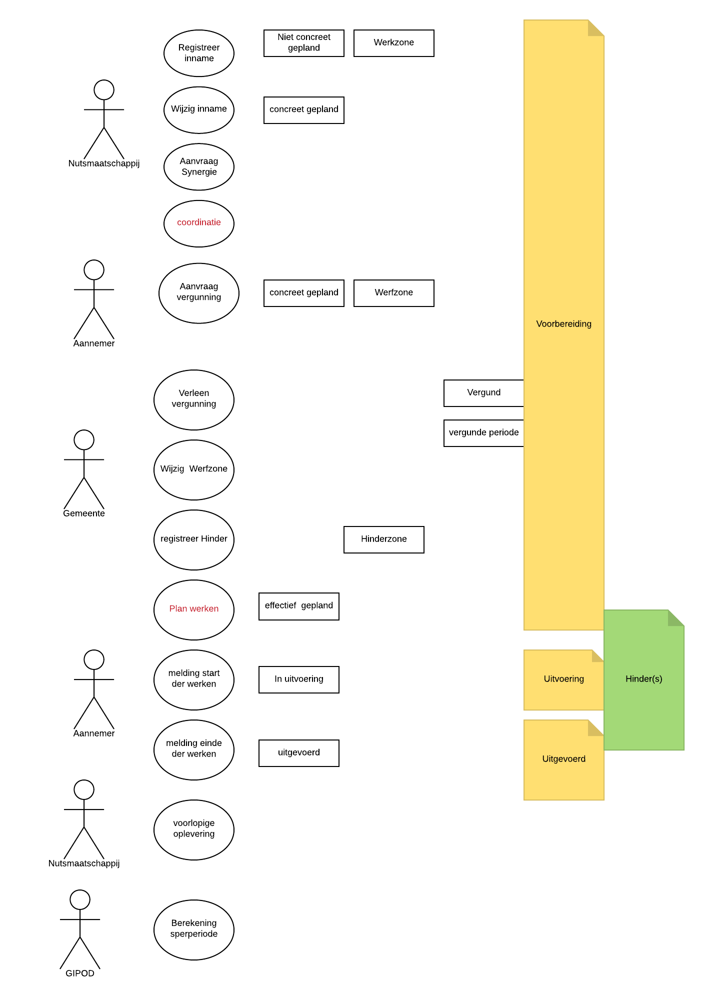 Registreer
inname
Niet concreet
gepland
Werkzone
Wijzig inname
concreet gepland
Nutsmaatschappij
Aanvraag
Synergie
coordinatie
Aannemer
Aanvraag
vergunning
concreet gepland
Werfzone
Voorbereiding
Verleen
vergunning
Vergund
vergunde periode
Gemeente
Wijzig  Werfzone
registreer Hinder
Hinderzone
Plan werken
effectief  gepland
Aannemer
melding start
der werken
In uitvoering
Uitvoering
Hinder(s)
melding einde
der werken
uitgevoerd
Uitgevoerd
Nutsmaatschappij
voorlopige
oplevering
GIPOD
Berekening
sperperiode